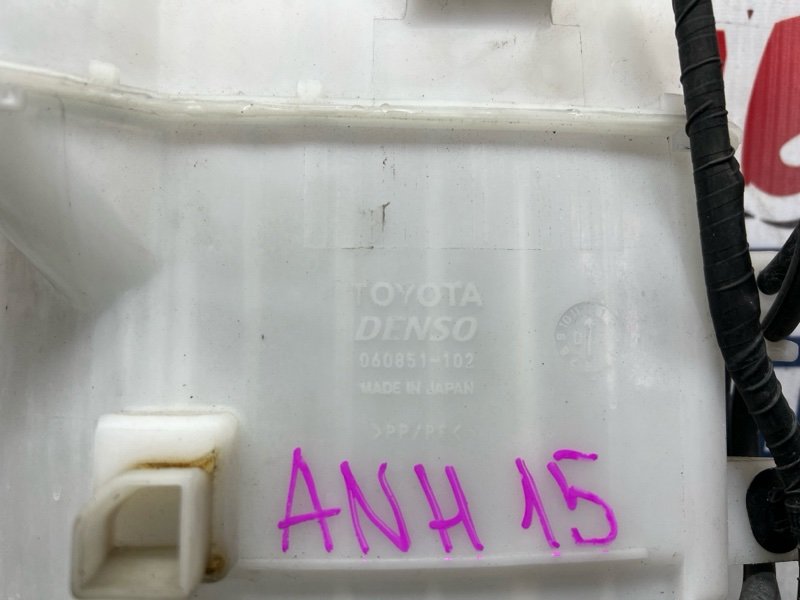 TOYOTA
DENSO
060851-102
MADE IN JAPAN
>PP/PE<
ANH 15